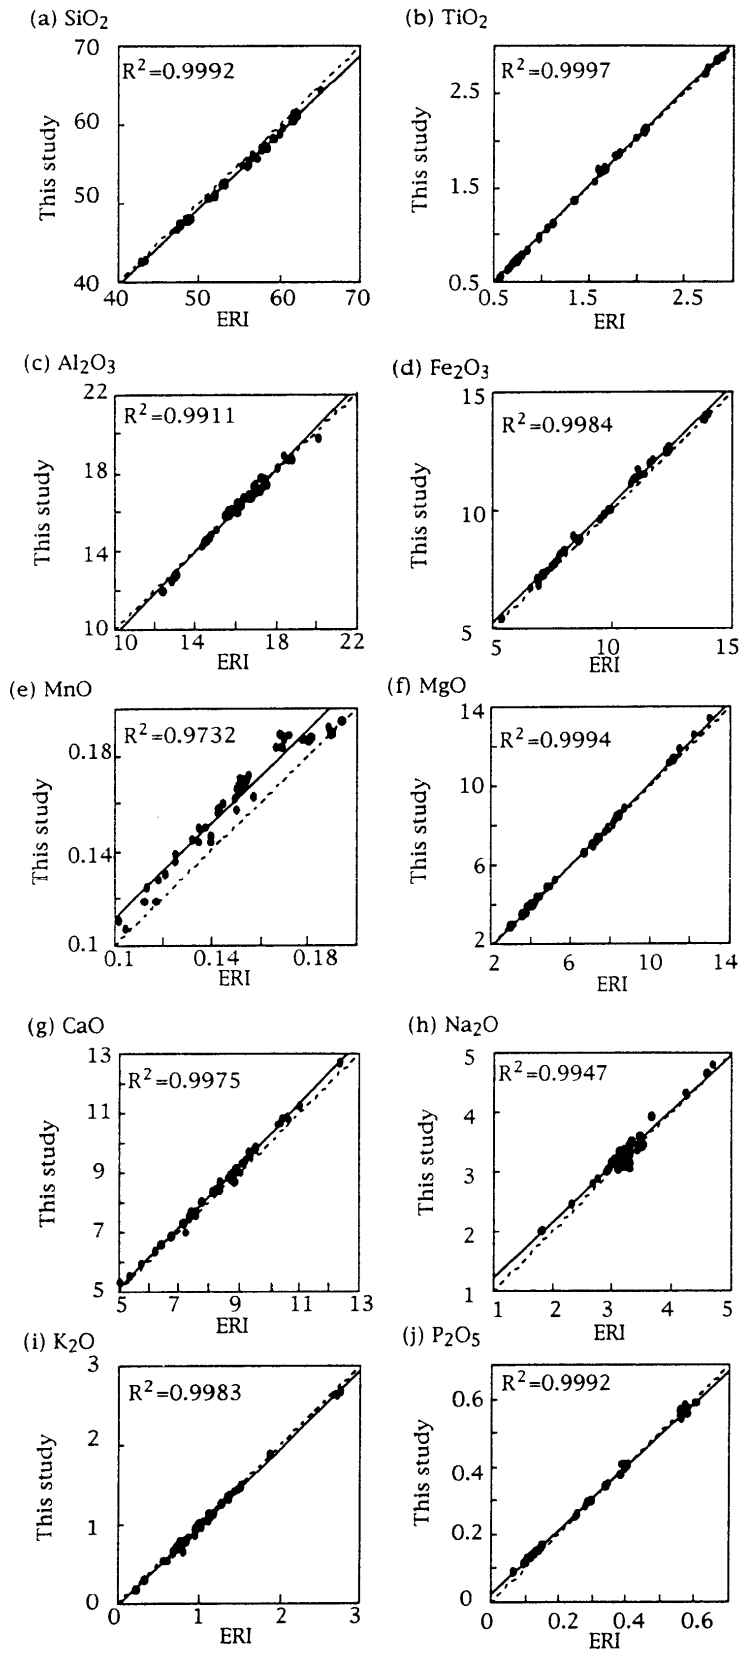 (a) SiO2
R2=0.9992
This study
70
60
50
40
40 50 60 70
ERI
(b) TiO2
R2=0.9997
This study
2.5
1.5
0.5
0.5 1.5 2.5
ERI
(c) Al2O3
R2=0.9911
This study
22
18
14
10
10 14 18 22
ERI
(d) Fe2O3
R2=0.9984
This study
15
10
5
5 10 15
ERI
(e) MnO
R2=0.9732
This study
0.18
0.14
0.1
0.1 0.14 0.18
ERI
(f) MgO
R2=0.9994
This study
14
10
6
2
2 6 10 14
ERI
(g) CaO
R2=0.9975
This study
13
11
9
7
5
5 7 9 11 13
ERI
(h) Na2O
R2=0.9947
This study
5
4
3
2
1
1 2 3 4 5
ERI
(i) K2O
R2=0.9983
This study
3
2
1
0
0 1 2 3
ERI
(j) P2O5
R2=0.9992
This study
0.6
0.4
0.2
0
0 0.2 0.4 0.6
ERI